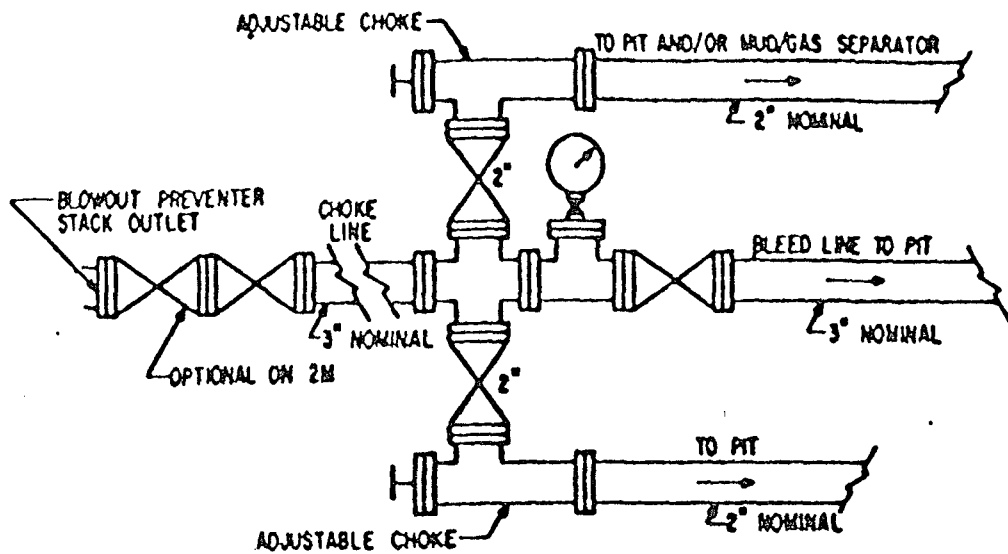 ADJUSTABLE CHOKE
TO PIT AND/OR MUD/GAS SEPARATOR
2" NOMINAL
2"
BLOWOUT PREVENTER
STACK OUTLET
CHOKE
LINE
BLEED LINE TO PIT
3" NOMINAL
3" NOMINAL
OPTIONAL ON 2M
2"
TO PIT
2" NOMINAL
ADJUSTABLE CHOKE